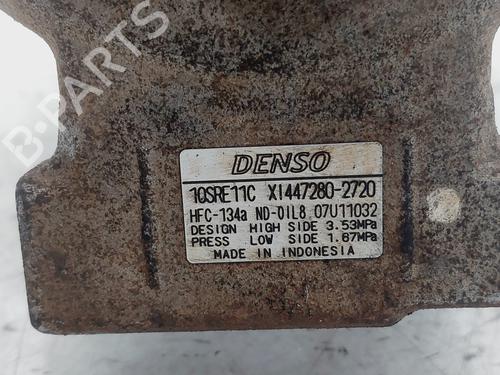 B-PARTS
DENSO
10SRE11C X1447280-2720
HFC-134a ND-OIL8 07U11032
DESIGN HIGH SIDE 3.53MPa
PRESS LOW SIDE 1.67MPa
MADE IN INDONESIA